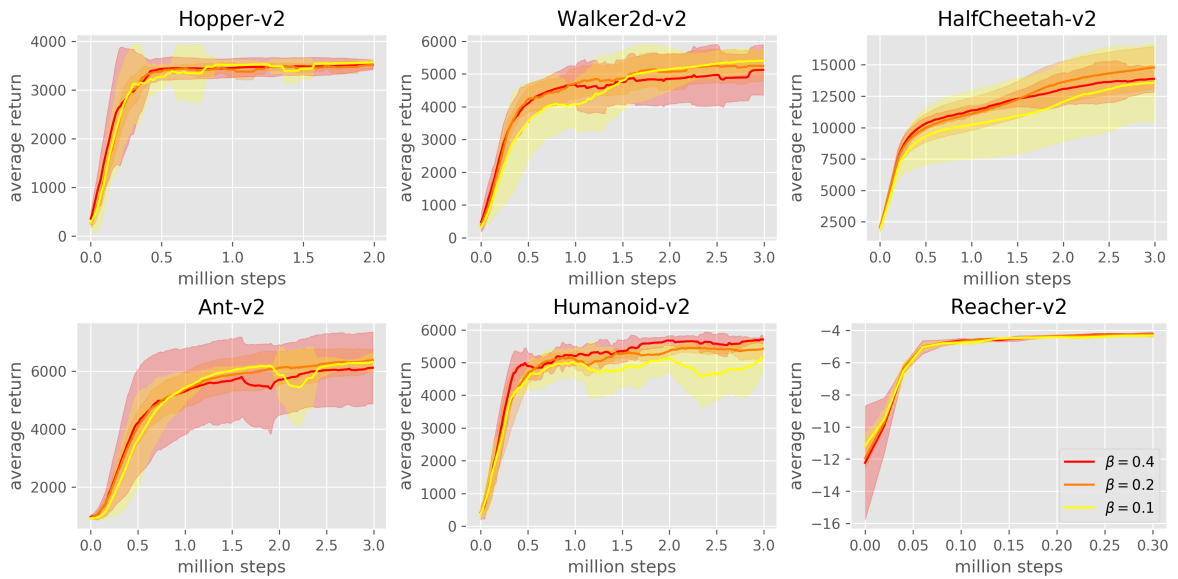 Hopper-v2
average return
4000
3000
2000
1000
0
0.0 0.5 1.0 1.5 2.0
million steps
Walker2d-v2
average return
6000
5000
4000
3000
2000
1000
0
0.0 0.5 1.0 1.5 2.0 2.5 3.0
million steps
HalfCheetah-v2
average return
15000
12500
10000
7500
5000
2500
0.0 0.5 1.0 1.5 2.0 2.5 3.0
million steps
Ant-v2
average return
6000
4000
2000
0.0 0.5 1.0 1.5 2.0 2.5 3.0
million steps
Humanoid-v2
average return
6000
5000
4000
3000
2000
1000
0
0.0 0.5 1.0 1.5 2.0 2.5 3.0
million steps
Reacher-v2
average return
−4
−6
−8
−10
−12
−14
−16
β = 0.4
β = 0.2
β = 0.1
0.00 0.05 0.10 0.15 0.20 0.25 0.30
million steps